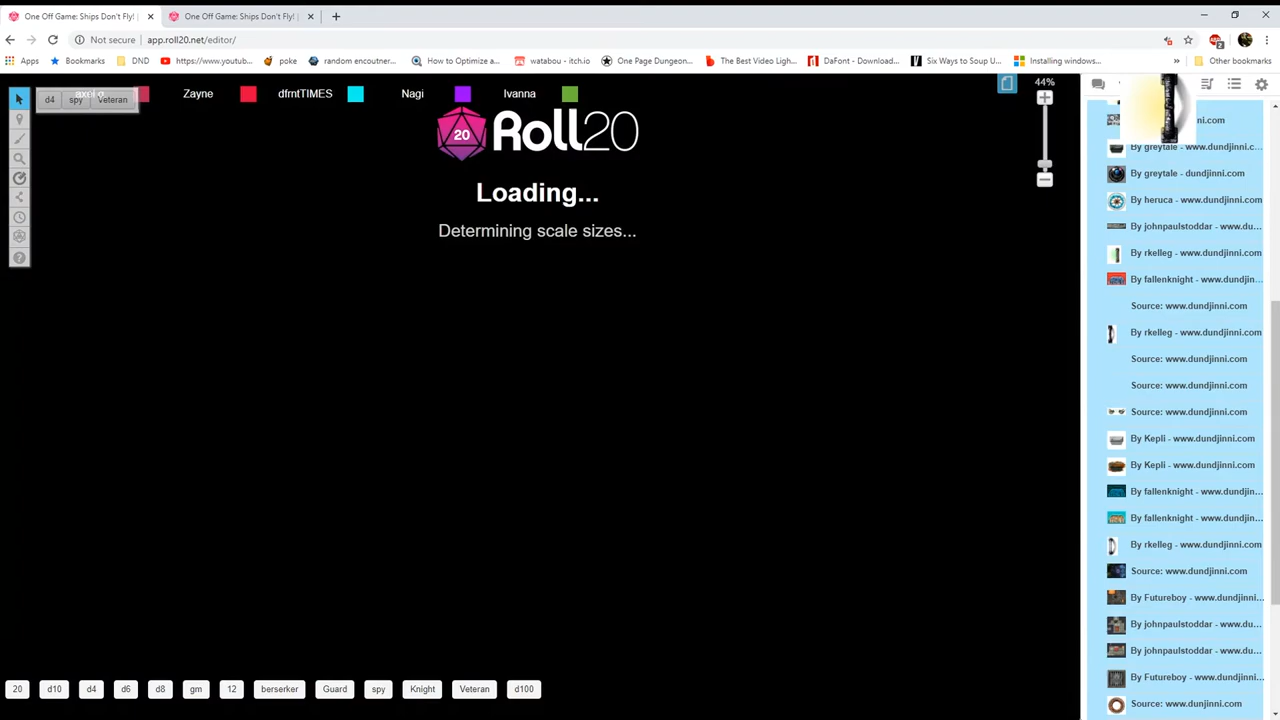 One Off Game: Ships Don't Fly! |
One Off Game: Ships Don't Fly! |
Not secure | app.roll20.net/editor/
Apps Bookmarks DND https://www.youtub... poke random encoutner... How to Optimize a... watabou - itch.io One Page Dungeon... The Best Video Ligh... DaFont - Download... Six Ways to Soup U... Installing windows... » Other bookmarks
d4 spy Veteran
Zayne dfmtTIMES Nagi Ivanna
44%
20 Roll20
Loading...
Determining scale sizes...
By greytale - www.dundjinni.c...
By greytale - dundjinni.com
By heruca - www.dundjinni.com
By johnpaulstoddar - www.du...
By rkelleg - www.dundjinni.com
By fallenknight - www.dundjin...
Source: www.dundjinni.com
By rkelleg - www.dundjinni.com
Source: www.dundjinni.com
Source: www.dundjinni.com
Source: www.dundjinni.com
By Kepli - www.dundjinni.com
By Kepli - www.dundjinni.com
By fallenknight - www.dundjin...
By fallenknight - www.dundjin...
By rkelleg - www.dundjinni.com
Source: www.dundjinni.com
By Futureboy - www.dundjinni...
By johnpaulstoddar - www.du...
By johnpaulstoddar - www.du...
By Futureboy - www.dundjinni...
Source: www.dunjinni.com
20 d10 d4 d6 d8 gm 12 berserker Guard spy Knight Veteran d100